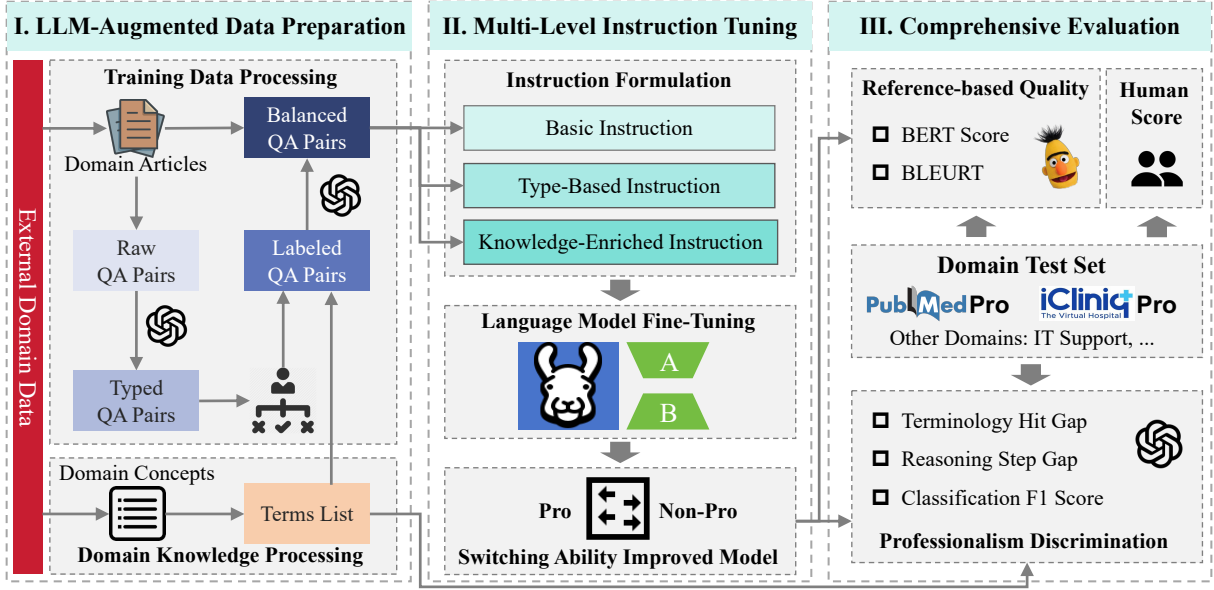 I. LLM-Augmented Data Preparation
External Domain Data
Training Data Processing
Domain Articles
Balanced
QA Pairs
Raw
QA Pairs
Labeled
QA Pairs
Typed
QA Pairs
Domain Concepts
Terms List
Domain Knowledge Processing
II. Multi-Level Instruction Tuning
Instruction Formulation
Basic Instruction
Type-Based Instruction
Knowledge-Enriched Instruction
Language Model Fine-Tuning
A
B
Pro
Non-Pro
Switching Ability Improved Model
III. Comprehensive Evaluation
Reference-based Quality
BERT Score
BLEURT
Human
Score
Domain Test Set
PubMed Pro
iCliniq Pro
The Virtual Hospital
Other Domains: IT Support, ...
Terminology Hit Gap
Reasoning Step Gap
Classification F1 Score
Professionalism Discrimination